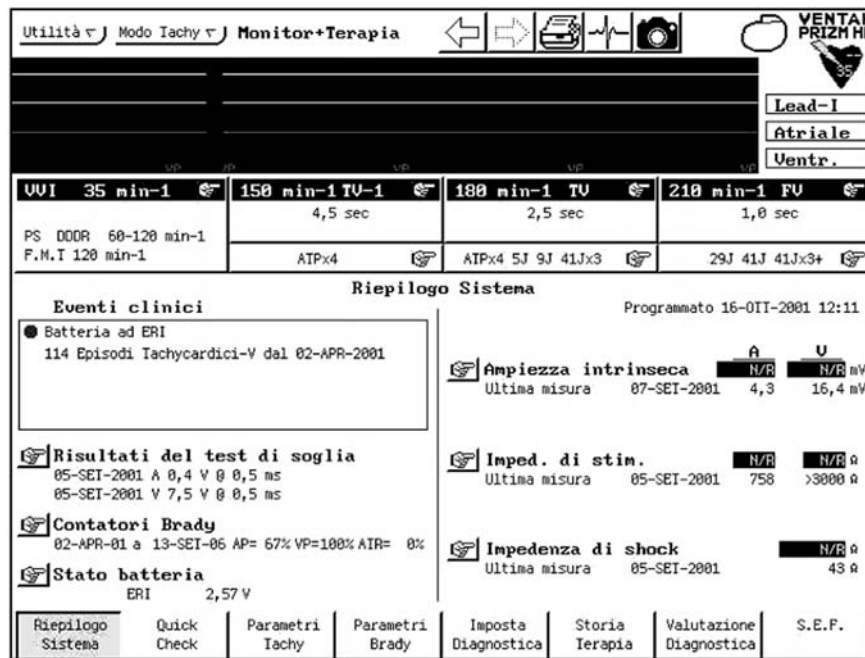 Utilità Modo Tachy Monitor+Terapia
VENTA
PRIZM H
35
Lead-I
Atriale
Ventr.
VP VP VP VP VP
VVI 35 min-1 150 min-1 TV-1 180 min-1 TV 210 min-1 FV
4,5 sec 2,5 sec 1,0 sec
PS DDDR 60-120 min-1
F.M.T 120 min-1 ATPx4 ATPx4 5J 9J 41Jx3 29J 41J 41Jx3+
Riepilogo Sistema
Eventi clinici
Programmato 16-OTT-2001 12:11
Batteria ad ERI
114 Episodi Tachycardici-V dal 02-APR-2001
A V
Ampiezza intrinseca N/R N/R mV
Ultima misura 07-SET-2001 4,3 16,4 mV
Risultati del test di soglia
05-SET-2001 A 0,4 V @ 0,5 ms
05-SET-2001 V 7,5 V @ 0,5 ms
Imped. di stim. N/R N/R Ω
Ultima misura 05-SET-2001 758 >3000 Ω
Contatori Brady
02-APR-01 a 13-SET-06 AP= 67% VP=100% ATR= 0%
Impedenza di shock N/R Ω
Ultima misura 05-SET-2001 43 Ω
Stato batteria
ERI 2,57 V
Riepilogo Sistema
Quick Check
Parametri Tachy
Parametri Brady
Imposta Diagnostica
Storia Terapia
Valutazione Diagnostica
S.E.F.